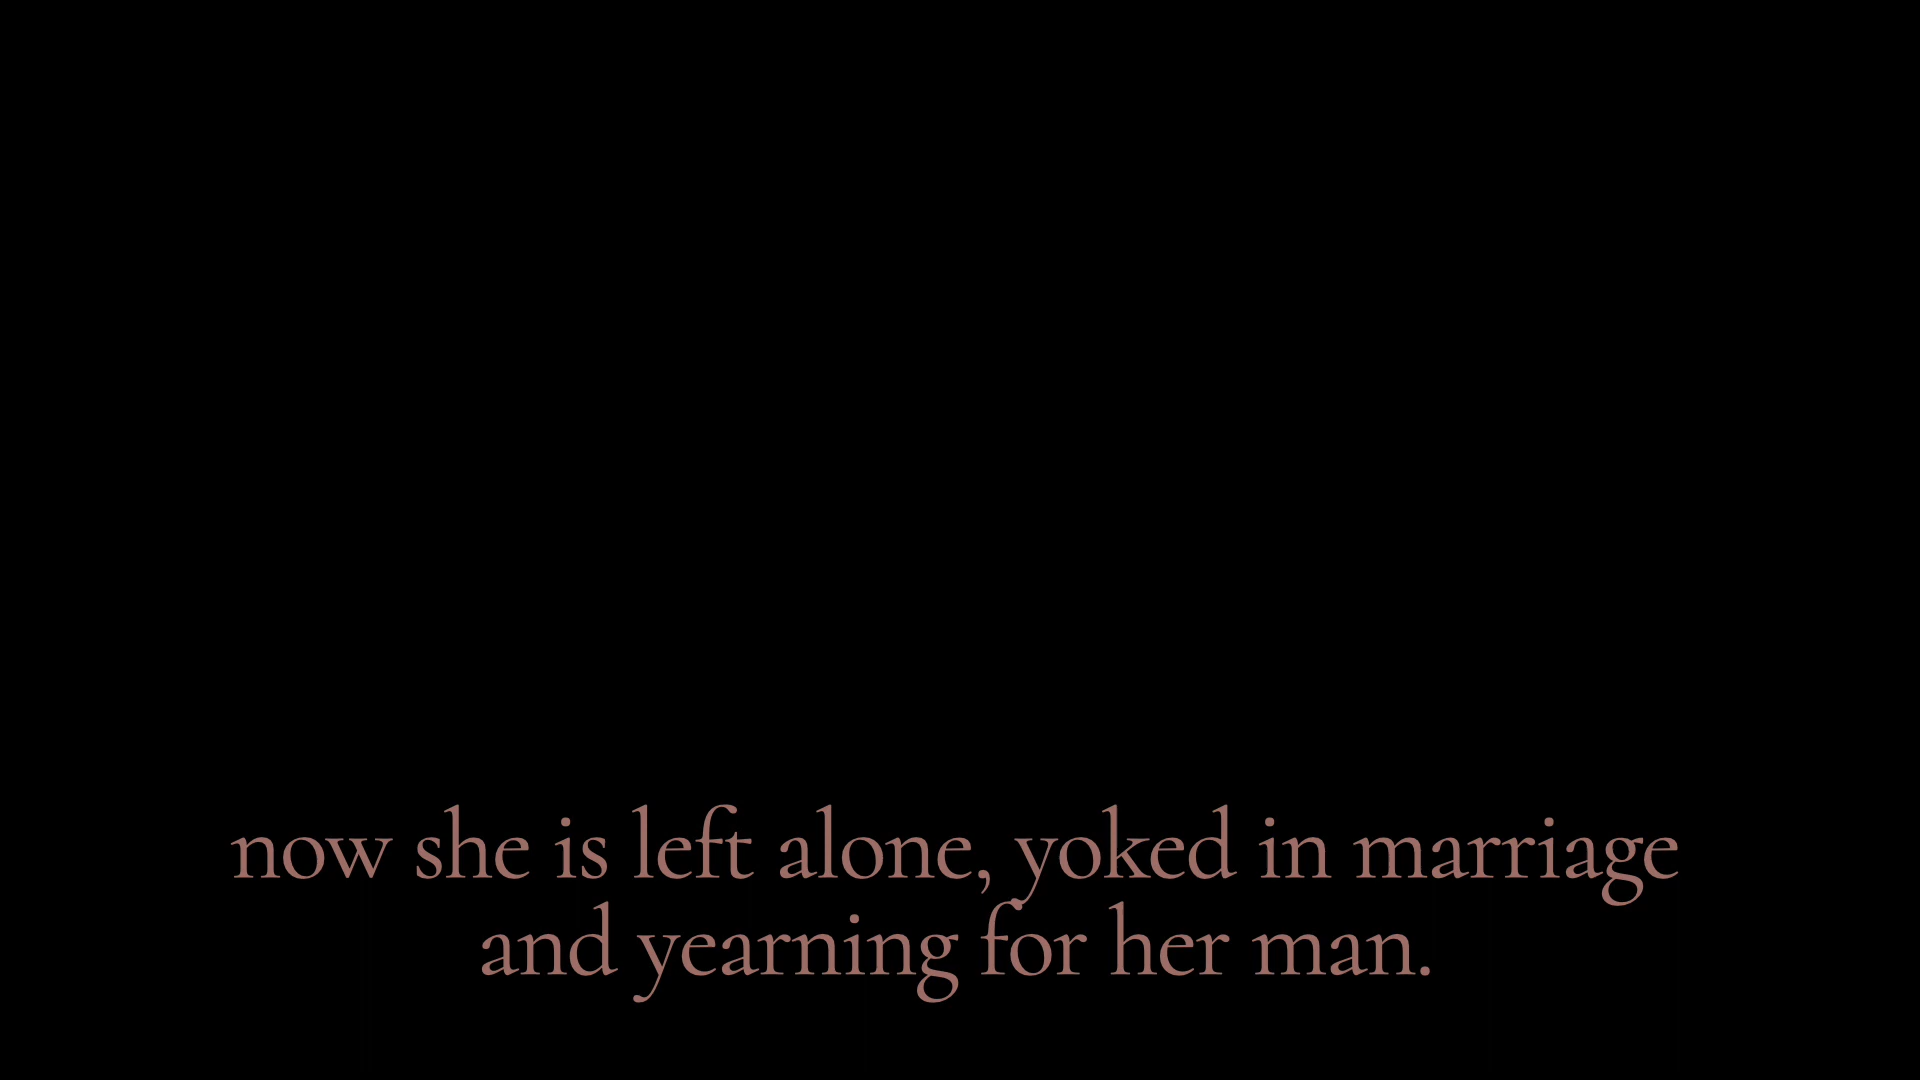 now she is left alone, yoked in marriage
and yearning for her man.